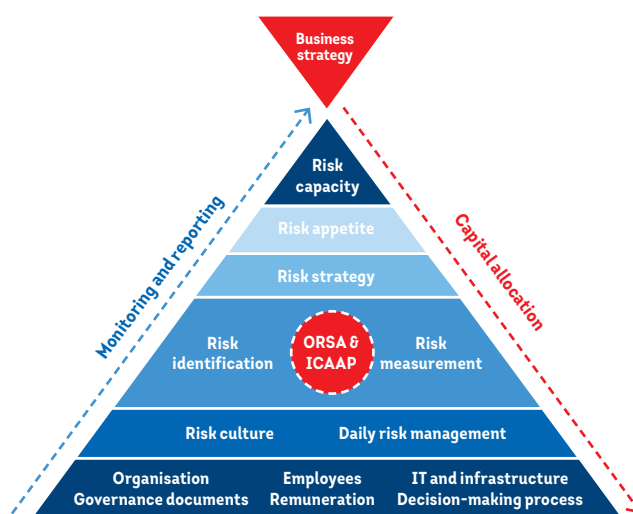 Business
strategy
Risk
capacity
Risk appetite
Risk strategy
Monitoring and reporting
Capital allocation
Risk
identification
ORSA &
ICAAP
Risk
measurement
Risk culture
Daily risk management
Organisation
Governance documents
Employees
Remuneration
IT and infrastructure
Decision-making process